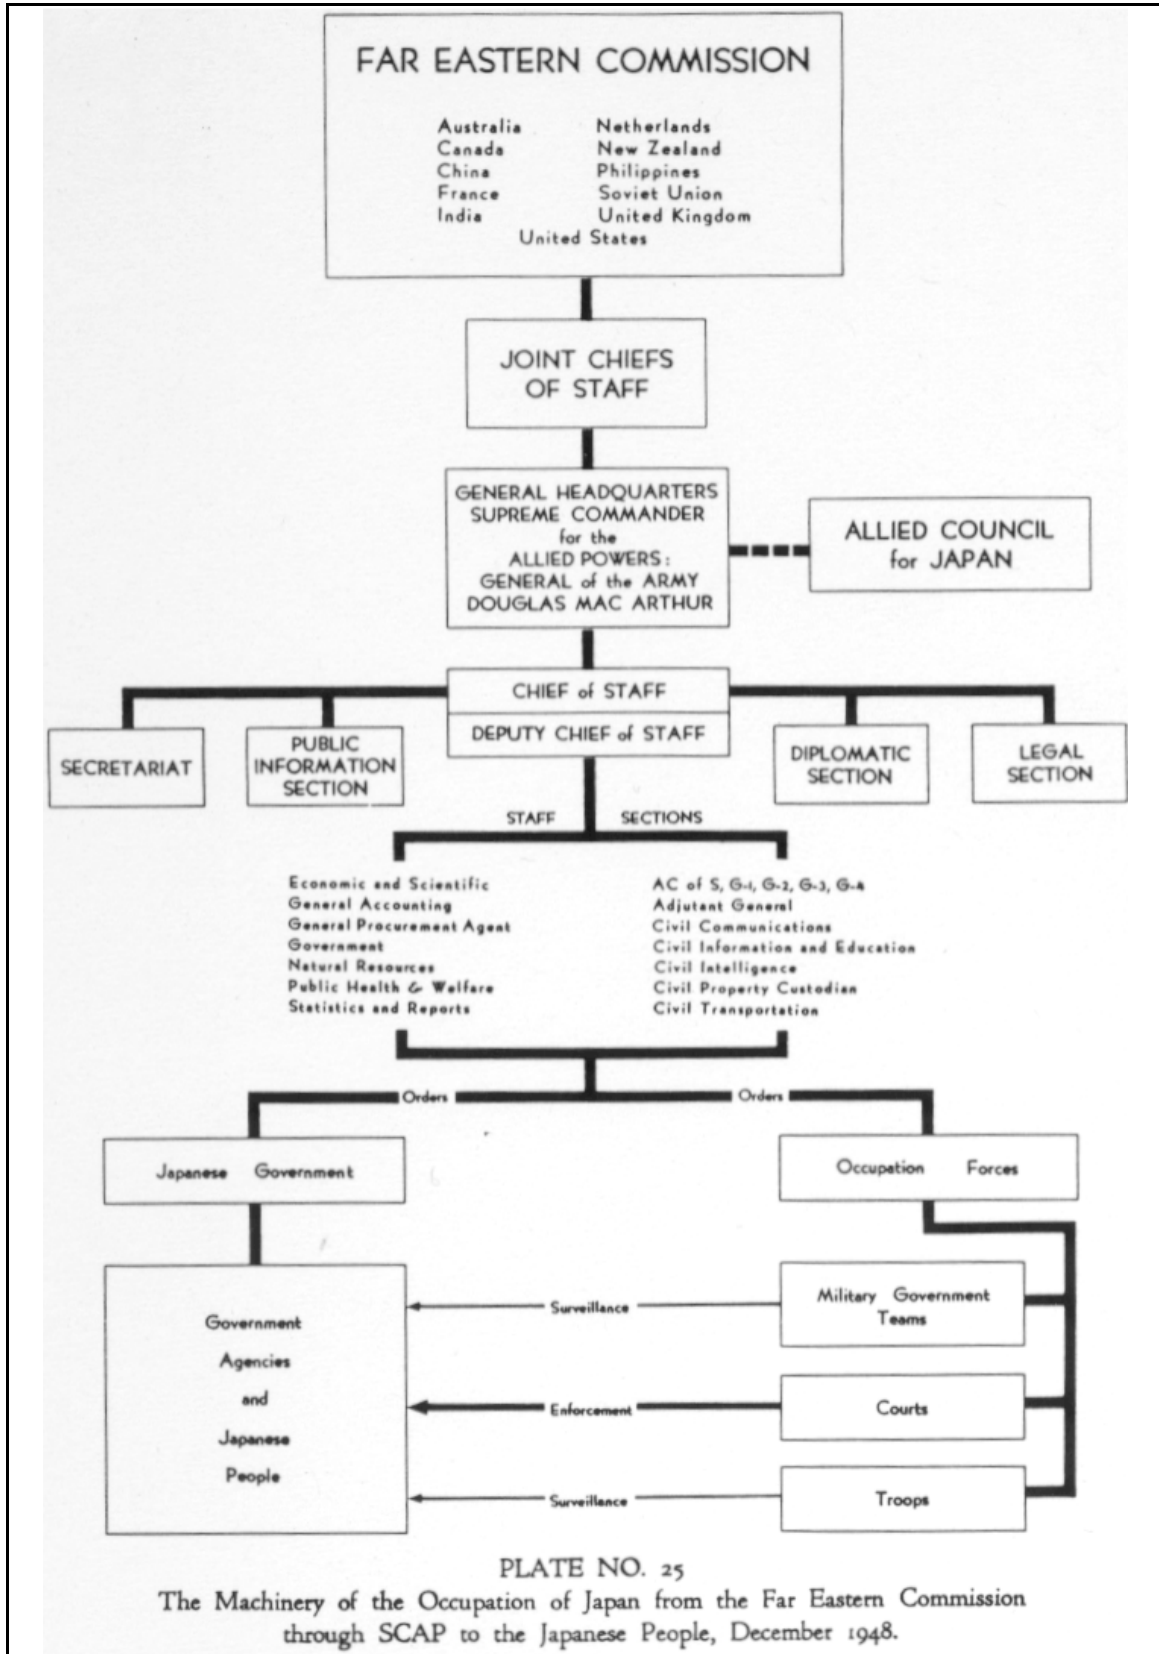 FAR EASTERN COMMISSION
Australia
Canada
China
France
India
Netherlands
New Zealand
Philippines
Soviet Union
United Kingdom
United States
JOINT CHIEFS
OF STAFF
GENERAL HEADQUARTERS
SUPREME COMMANDER
for the
ALLIED POWERS:
GENERAL of the ARMY
DOUGLAS MAC ARTHUR
ALLIED COUNCIL
for JAPAN
CHIEF of STAFF
DEPUTY CHIEF of STAFF
SECRETARIAT
PUBLIC
INFORMATION
SECTION
DIPLOMATIC
SECTION
LEGAL
SECTION
STAFF SECTIONS
Economic and Scientific
General Accounting
General Procurement Agent
Government
Natural Resources
Public Health & Welfare
Statistics and Reports
AC of S, G-1, G-2, G-3, G-4
Adjutant General
Civil Communications
Civil Information and Education
Civil Intelligence
Civil Property Custodian
Civil Transportation
Orders
Orders
Japanese Government
Occupation Forces
Government
Agencies
and
Japanese
People
Surveillance
Military Government
Teams
Enforcement
Courts
Surveillance
Troops
PLATE NO. 25
The Machinery of the Occupation of Japan from the Far Eastern Commission
through SCAP to the Japanese People, December 1948.